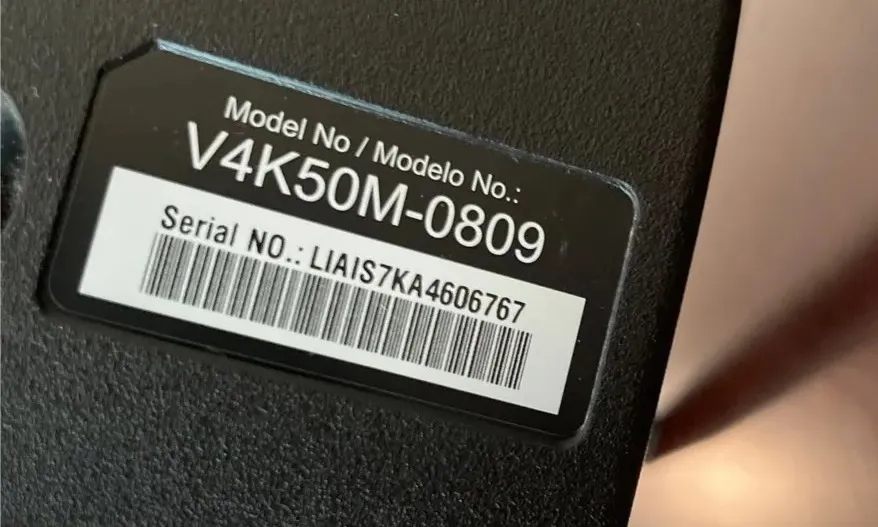 Model No / Modelo No.:
V4K50M-0809
Serial NO.: LIAIS7KA4606767